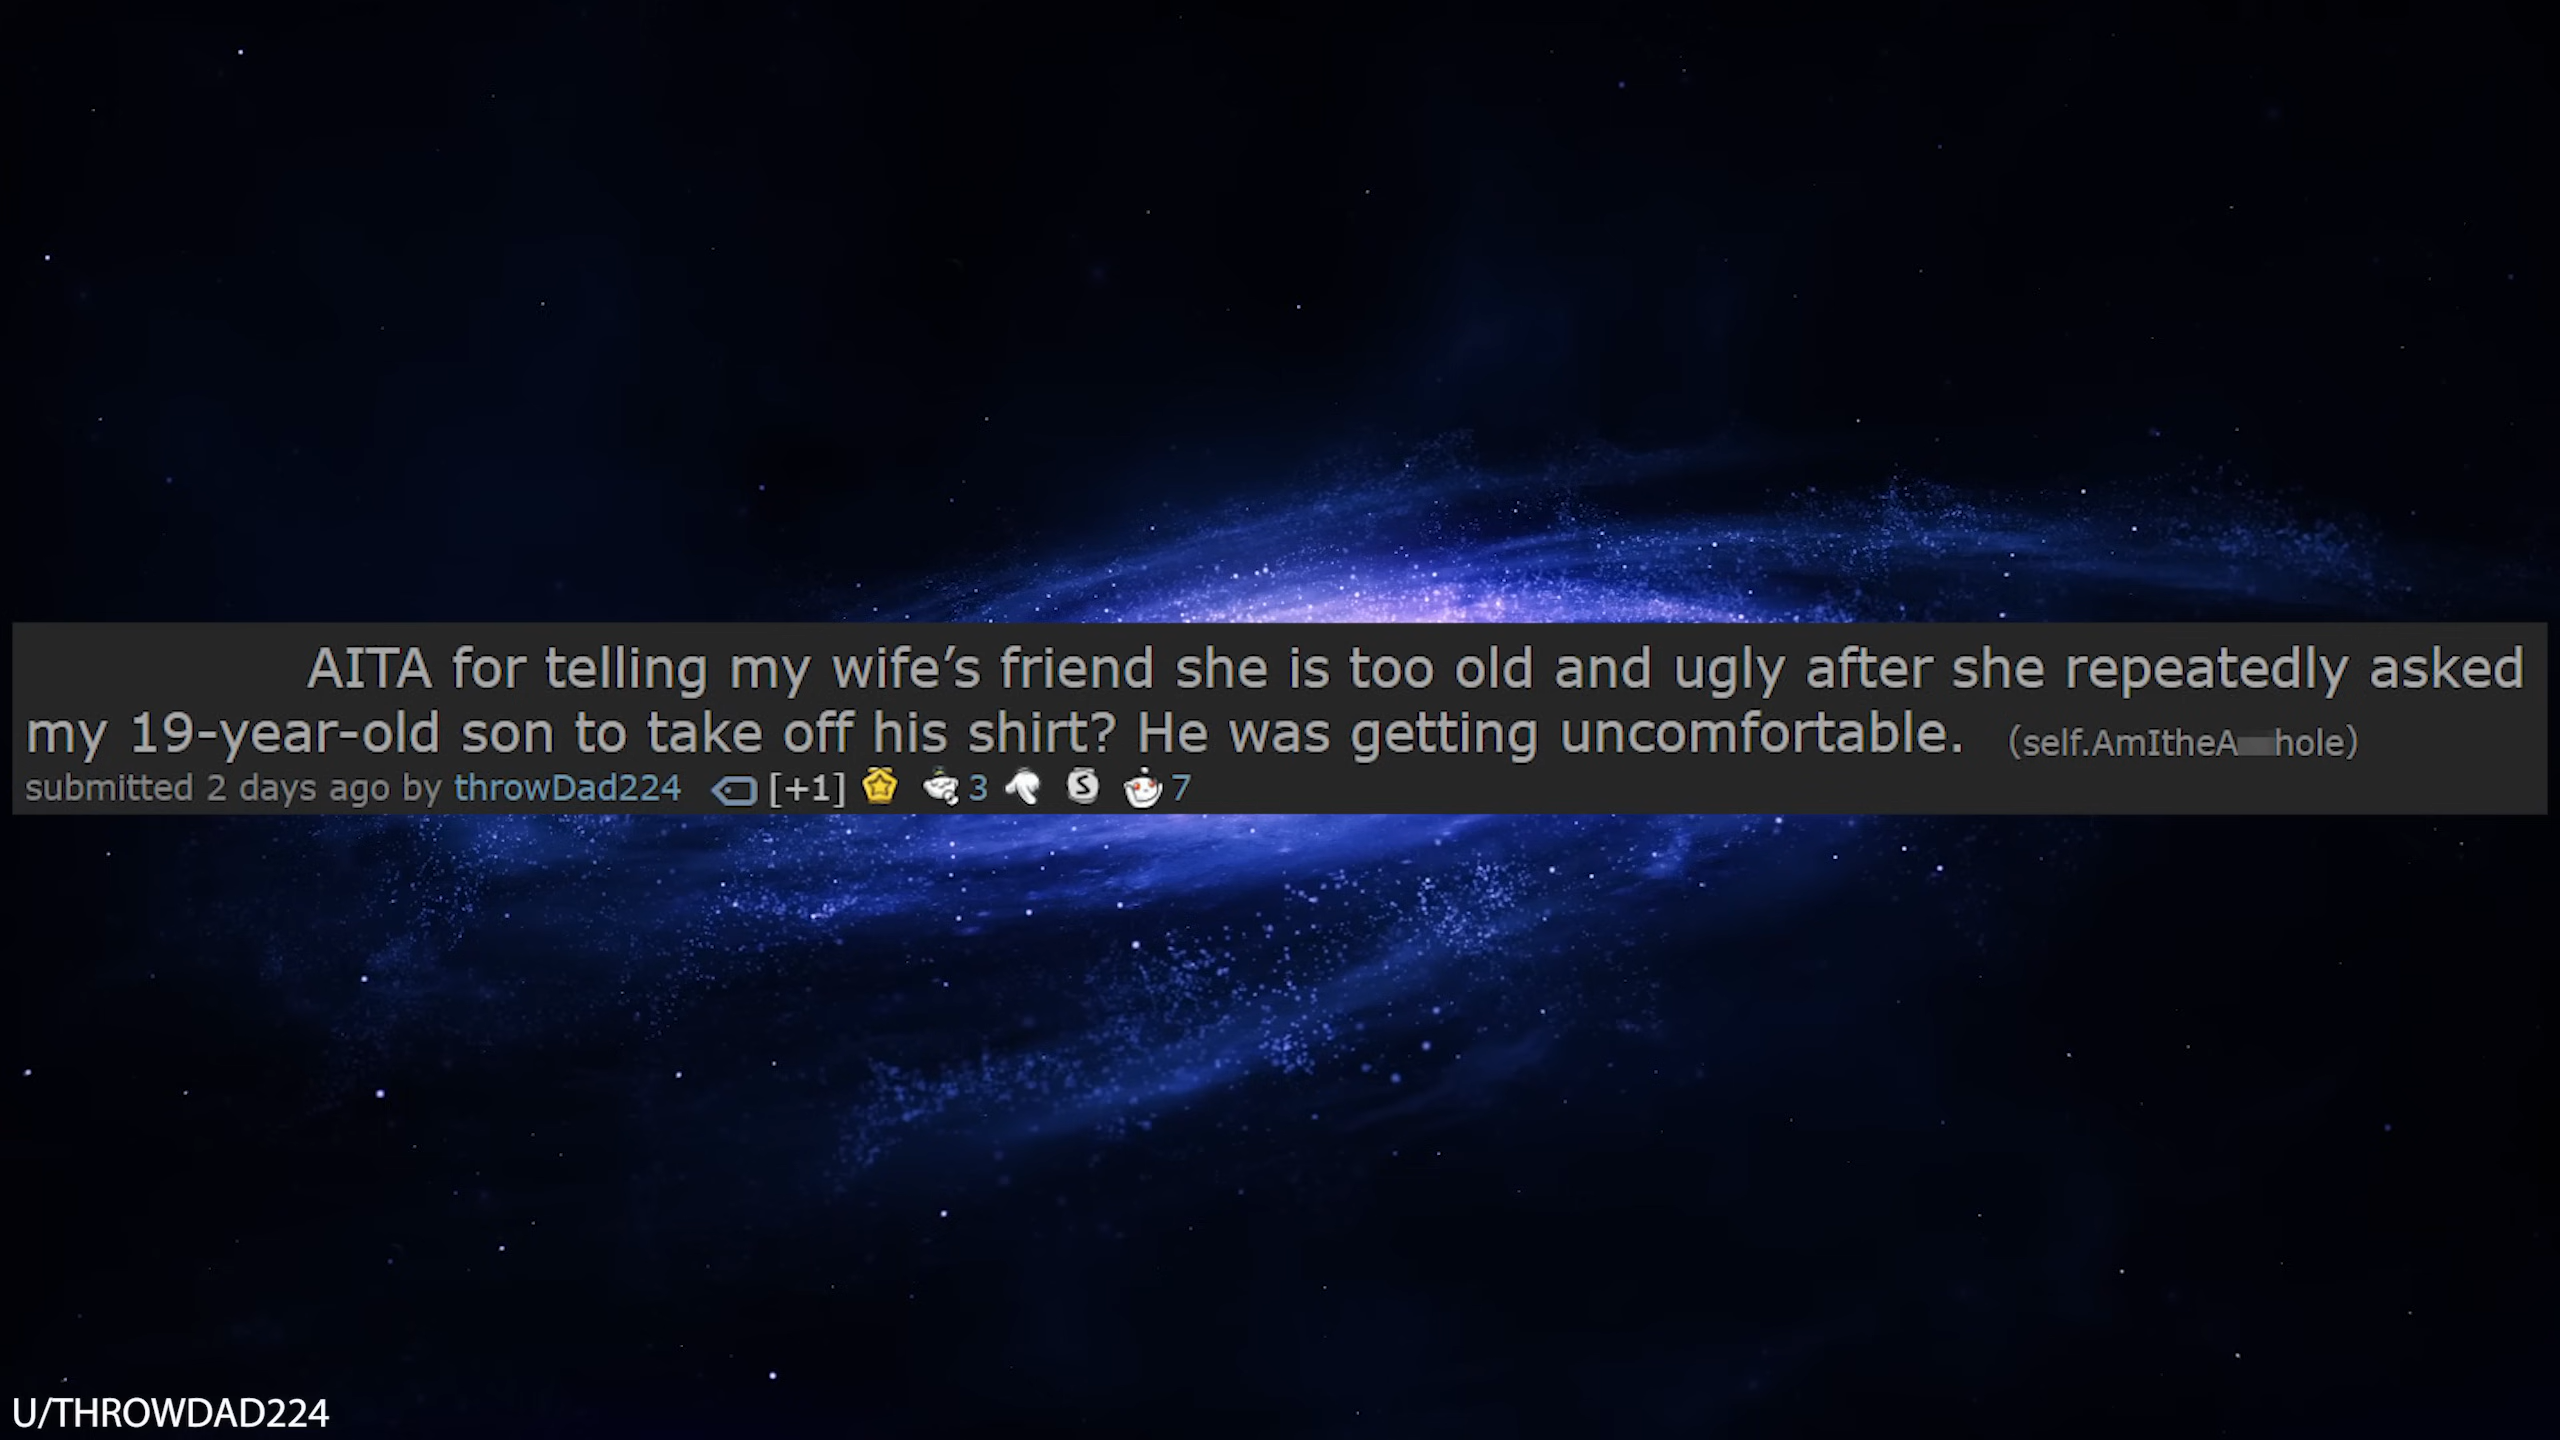 AITA for telling my wife’s friend she is too old and ugly after she repeatedly asked
my 19-year-old son to take off his shirt? He was getting uncomfortable. (self.AmItheA hole)
submitted 2 days ago by throwDad224 [+1] 3 S 7
U/THROWDAD224